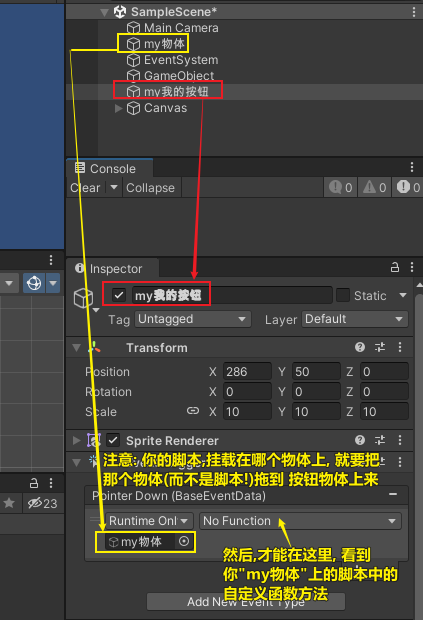 SampleScene*
Main Camera
my物体
EventSystem
GameObject
my我的按钮
Canvas
Console
Clear
Collapse
0
0
0
Inspector
my我的按钮
Static
Tag
Untagged
Layer
Default
Transform
Position
X
286
Y
50
Z
0
Rotation
X
0
Y
0
Z
0
Scale
X
10
Y
10
Z
10
Sprite Renderer
注意: 你的脚本,挂载在哪个物体上, 就要把
那个物体(而不是脚本!)拖到 按钮物体上来
23
Pointer Down (BaseEventData)
Runtime Onl
No Function
my物体
然后,才能在这里, 看到
你"my物体"上的脚本中的
自定义函数方法
Add New Event Type